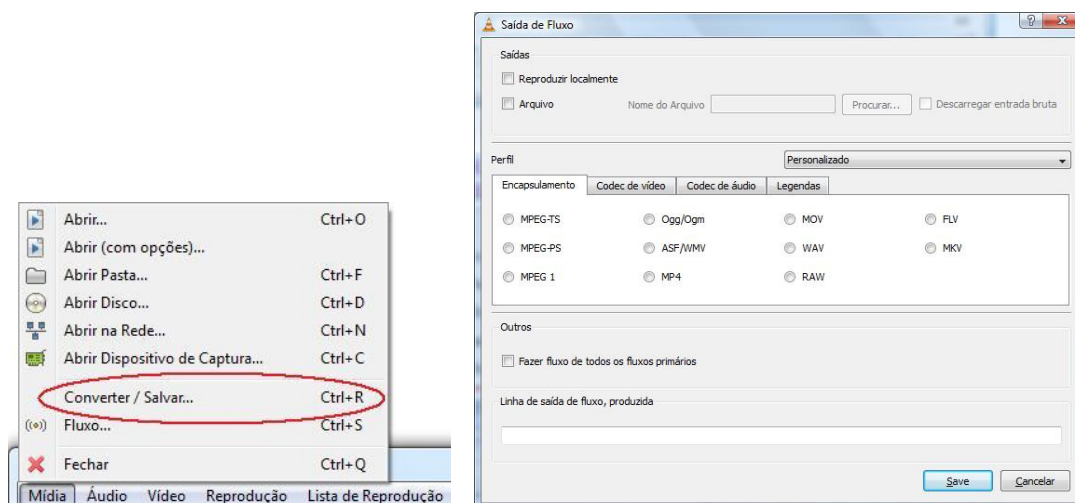 Abrir... Ctrl+O
Abrir (com opções)...
Abrir Pasta... Ctrl+F
Abrir Disco... Ctrl+D
Abrir na Rede... Ctrl+N
Abrir Dispositivo de Captura... Ctrl+C
Converter / Salvar... Ctrl+R
Fluxo... Ctrl+S
Fechar Ctrl+Q
Mídia Áudio Vídeo Reprodução Lista de Reprodução
Saída de Fluxo
Saídas
Reproduzir localmente
Arquivo Nome do Arquivo Procurar... Descarregar entrada bruta
Perfil Personalizado
Encapsulamento Codec de vídeo Codec de áudio Legendas
MPEG-TS Ogg/Ogm MOV FLV
MPEG-PS ASF/WMV WAV MKV
MPEG 1 MP4 RAW
Outros
Fazer fluxo de todos os fluxos primários
Linha de saída de fluxo, produzida
Save Cancelar